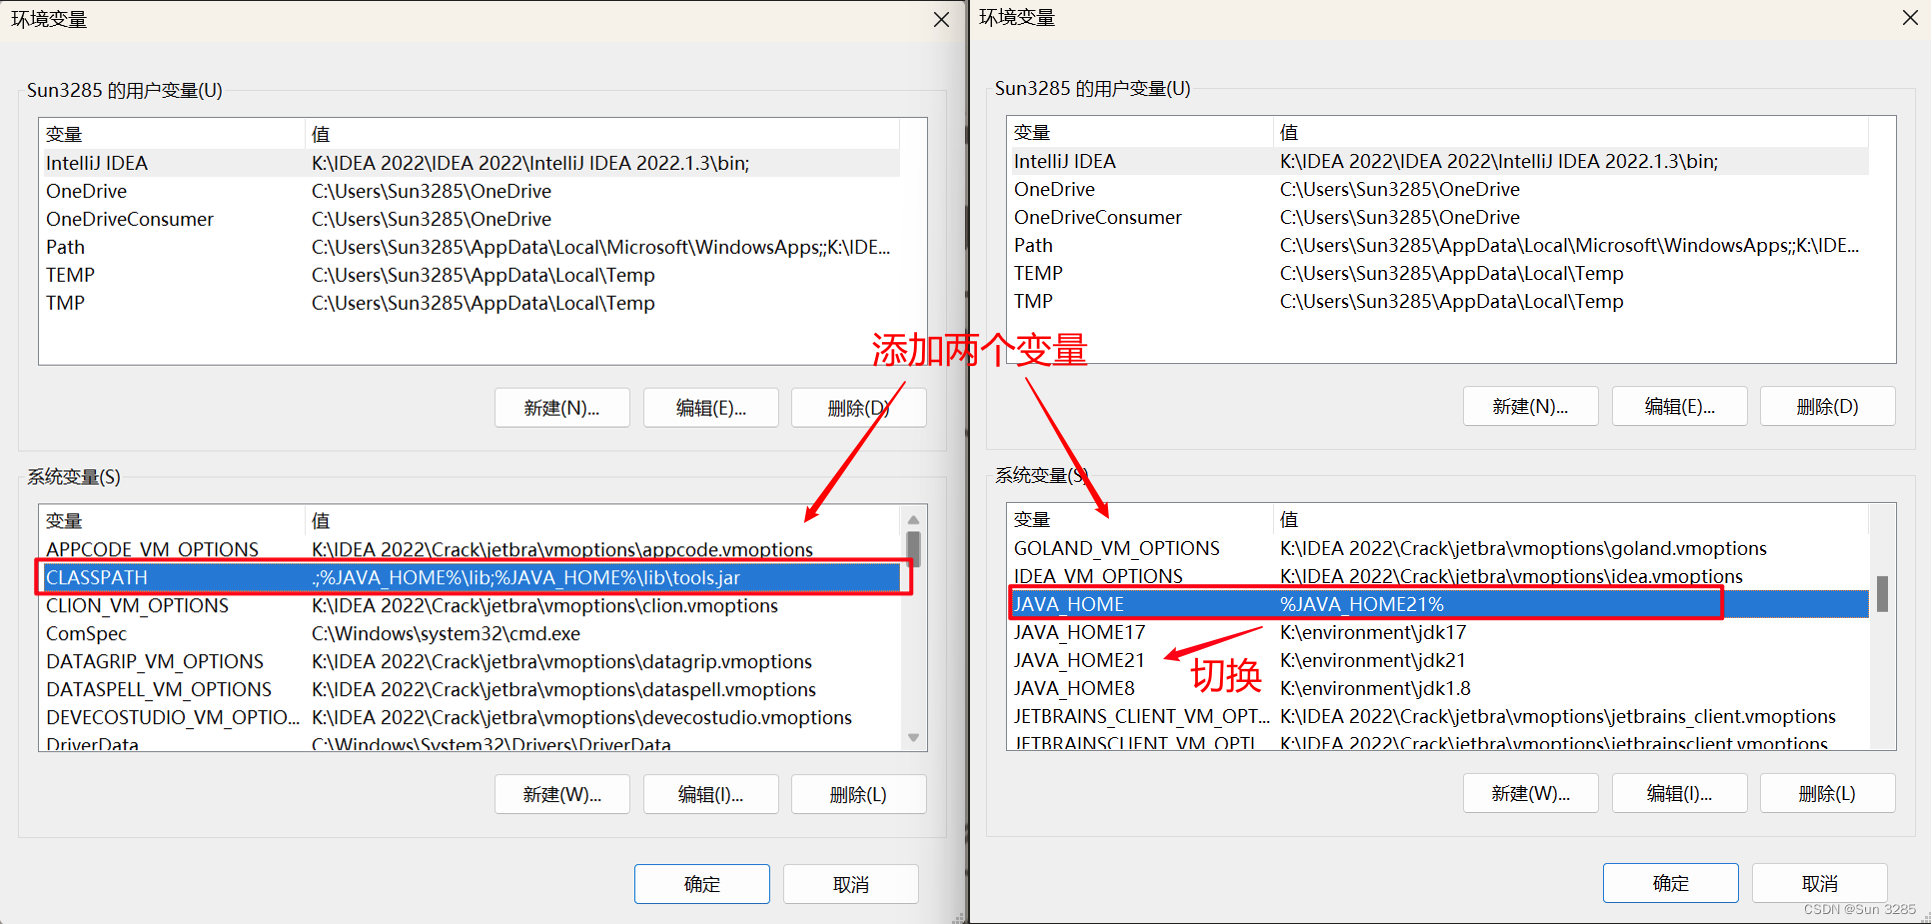 环境变量
Sun3285 的用户变量(U)
变量 值
IntelliJ IDEA K:\IDEA 2022\IDEA 2022\IntelliJ IDEA 2022.1.3\bin;
OneDrive C:\Users\Sun3285\OneDrive
OneDriveConsumer C:\Users\Sun3285\OneDrive
Path C:\Users\Sun3285\AppData\Local\Microsoft\WindowsApps;;K:\IDE...
TEMP C:\Users\Sun3285\AppData\Local\Temp
TMP C:\Users\Sun3285\AppData\Local\Temp
新建(N)... 编辑(E)... 删除(D)
系统变量(S)
变量 值
APPCODE_VM_OPTIONS K:\IDEA 2022\Crack\jetbra\vmoptions\appcode.vmoptions
CLASSPATH .;%JAVA_HOME%\lib;%JAVA_HOME%\lib\tools.jar
CLION_VM_OPTIONS K:\IDEA 2022\Crack\jetbra\vmoptions\clion.vmoptions
ComSpec C:\Windows\system32\cmd.exe
DATAGRIP_VM_OPTIONS K:\IDEA 2022\Crack\jetbra\vmoptions\datagrip.vmoptions
DATASPELL_VM_OPTIONS K:\IDEA 2022\Crack\jetbra\vmoptions\dataspell.vmoptions
DEVECOSTUDIO_VM_OPTIO... K:\IDEA 2022\Crack\jetbra\vmoptions\devecostudio.vmoptions
DriverData C:\Windows\System32\Drivers\DriverData
新建(W)... 编辑(I)... 删除(L)
确定 取消
添加两个变量
环境变量
Sun3285 的用户变量(U)
变量 值
IntelliJ IDEA K:\IDEA 2022\IDEA 2022\IntelliJ IDEA 2022.1.3\bin;
OneDrive C:\Users\Sun3285\OneDrive
OneDriveConsumer C:\Users\Sun3285\OneDrive
Path C:\Users\Sun3285\AppData\Local\Microsoft\WindowsApps;;K:\IDE...
TEMP C:\Users\Sun3285\AppData\Local\Temp
TMP C:\Users\Sun3285\AppData\Local\Temp
新建(N)... 编辑(E)... 删除(D)
系统变量(S)
变量 值
GOLAND_VM_OPTIONS K:\IDEA 2022\Crack\jetbra\vmoptions\goland.vmoptions
IDEA_VM_OPTIONS K:\IDEA 2022\Crack\jetbra\vmoptions\idea.vmoptions
JAVA_HOME %JAVA_HOME21%
JAVA_HOME17 K:\environment\jdk17
JAVA_HOME21 K:\environment\jdk21
切换
JAVA_HOME8 K:\environment\jdk1.8
JETBRAINS_CLIENT_VM_OPT... K:\IDEA 2022\Crack\jetbra\vmoptions\jetbrains_client.vmoptions
JETBRAINSCLIENT_VM_OPTI... K:\IDEA 2022\Crack\jetbra\vmoptions\jetbrainsclient.vmoptions
新建(W)... 编辑(I)... 删除(L)
确定 取消
CSDN @Sun 3285